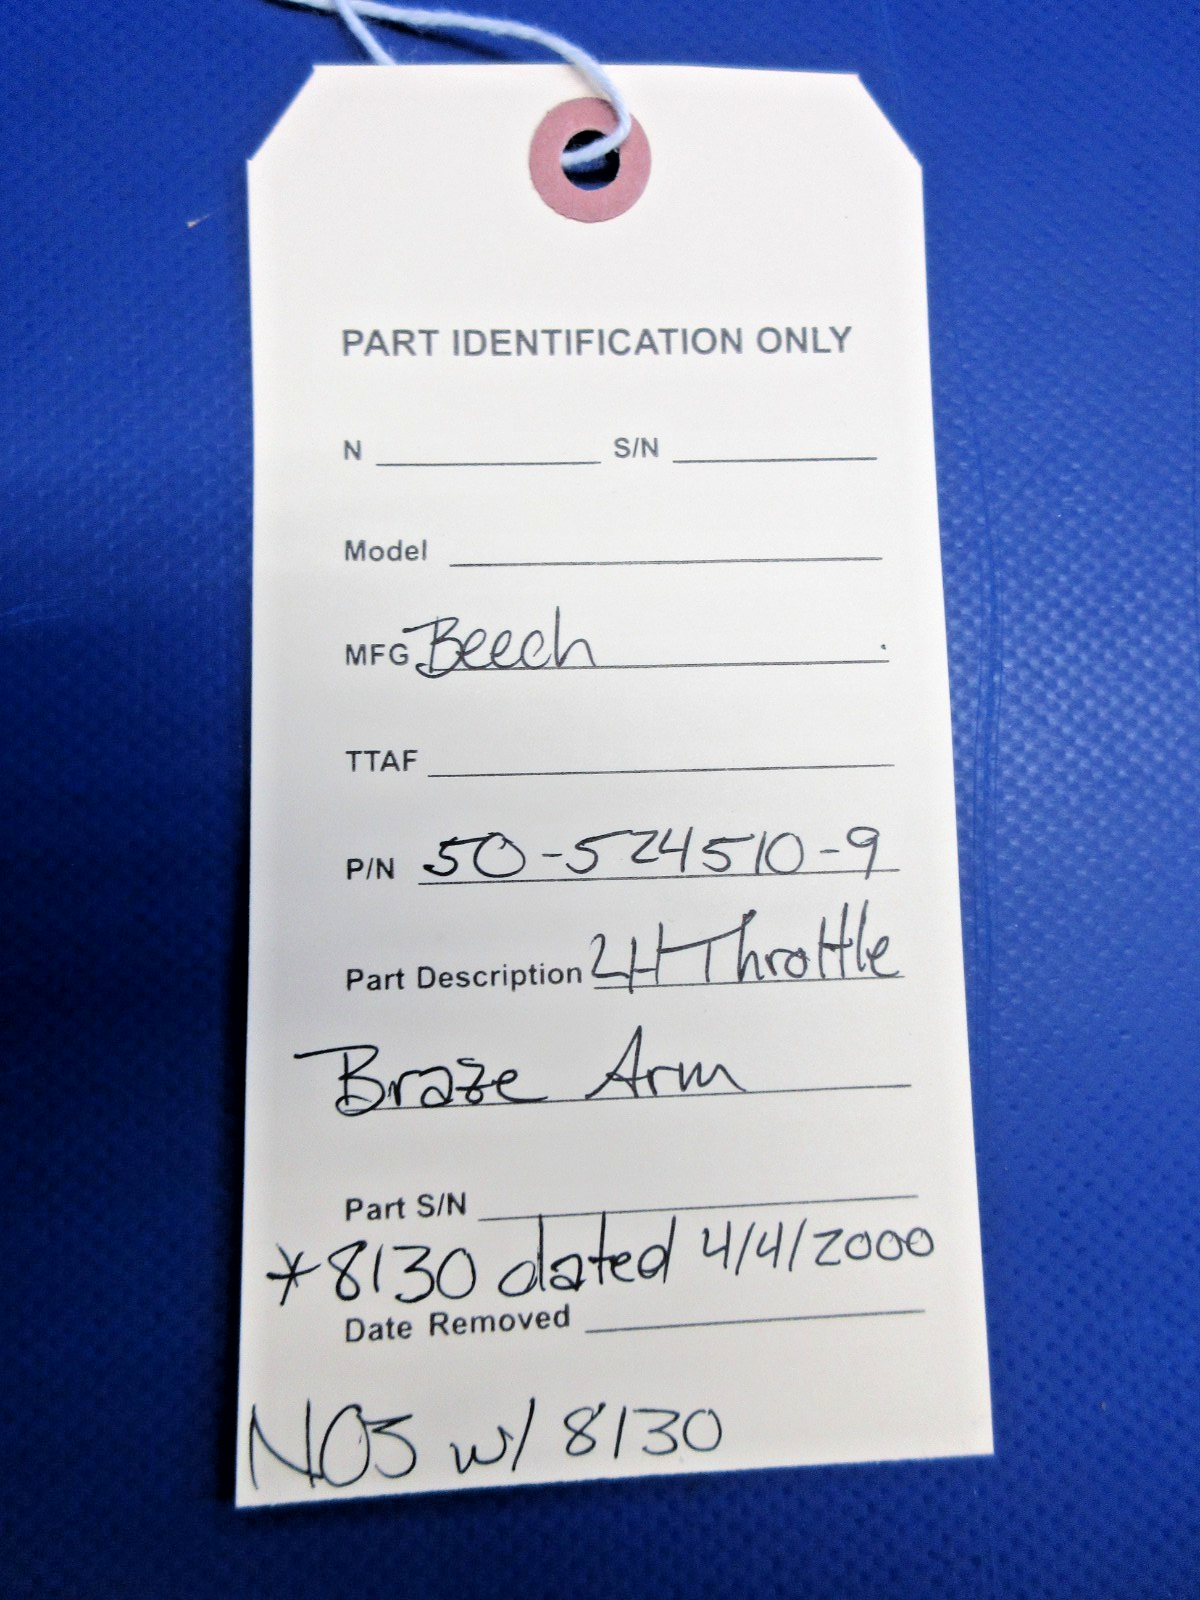 PART IDENTIFICATION ONLY
N S/N
Model
MFG Beech
TTAF
P/N 50-524510-9
Part Description LH Throttle
Braze Arm
Part S/N
*8130 dated 4/4/2000
Date Removed
NOS w/ 8130